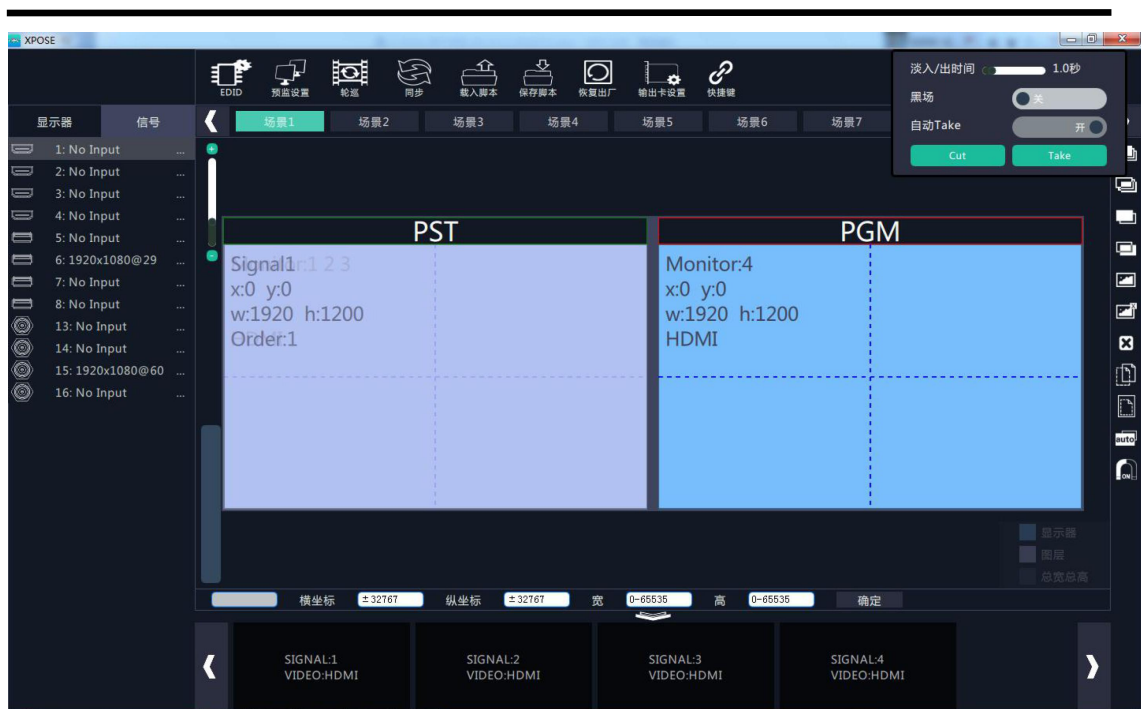 XPOSE
EDID
预监设置
轮巡
同步
载入脚本
保存脚本
恢复出厂
输出卡设置
快捷键
淡入/出时间 1.0秒
黑场 关
自动Take 开
Cut Take
显示器 信号
场景1 场景2 场景3 场景4 场景5 场景6 场景7
1: No Input ...
2: No Input ...
3: No Input ...
4: No Input ...
5: No Input ...
6: 1920x1080@29 ...
7: No Input ...
8: No Input ...
13: No Input ...
14: No Input ...
15: 1920x1080@60 ...
16: No Input ...
PST
Signal1 1 2 3
x:0 y:0
w:1920 h:1200
Order:1
PGM
Monitor:4
x:0 y:0
w:1920 h:1200
HDMI
auto
ON
显示器
图层
总宽总高
横坐标 ±32767 纵坐标 ±32767 宽 0-65535 高 0-65535 确定
SIGNAL:1
VIDEO:HDMI
SIGNAL:2
VIDEO:HDMI
SIGNAL:3
VIDEO:HDMI
SIGNAL:4
VIDEO:HDMI